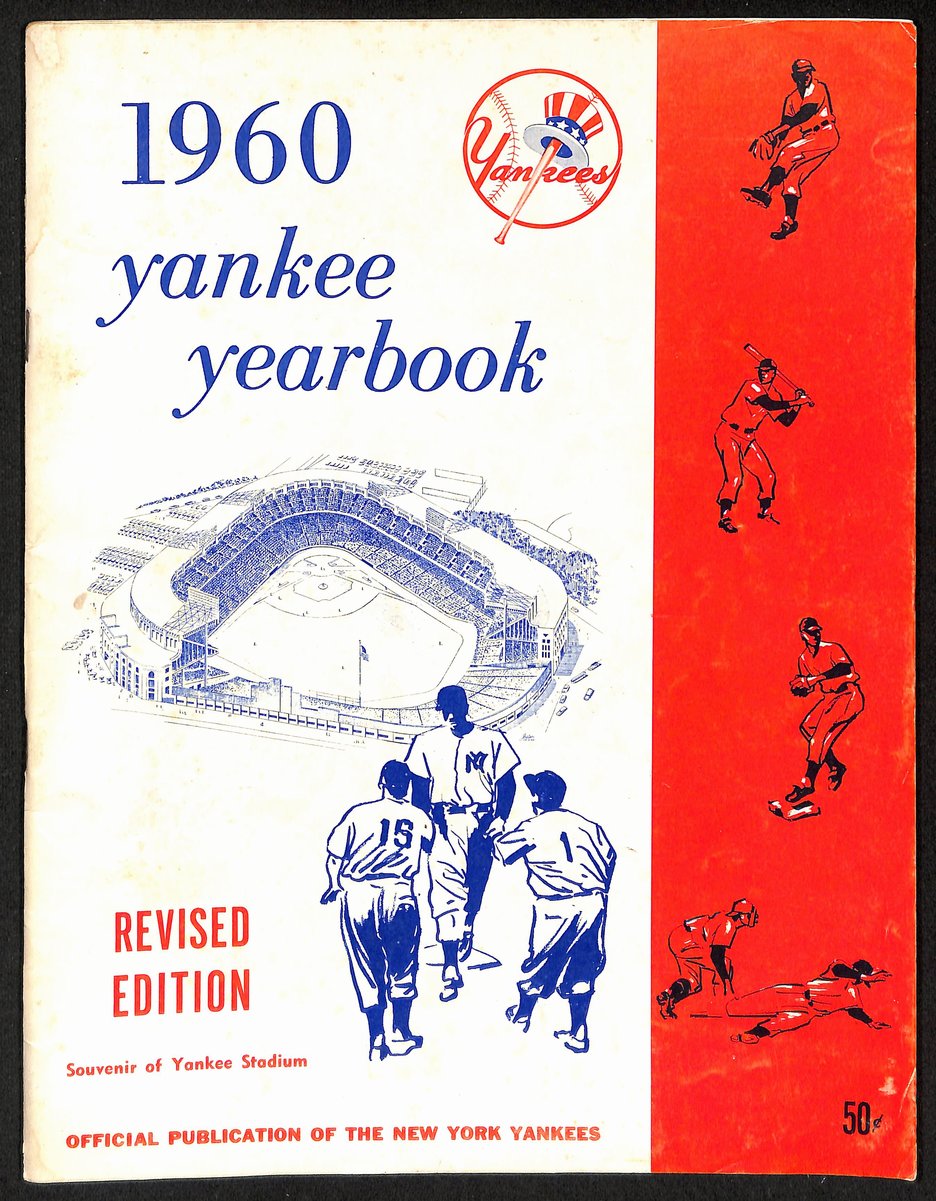 1960
Yankees
yankee
yearbook
NY
15
1
REVISED
EDITION
Souvenir of Yankee Stadium
OFFICIAL PUBLICATION OF THE NEW YORK YANKEES
50¢